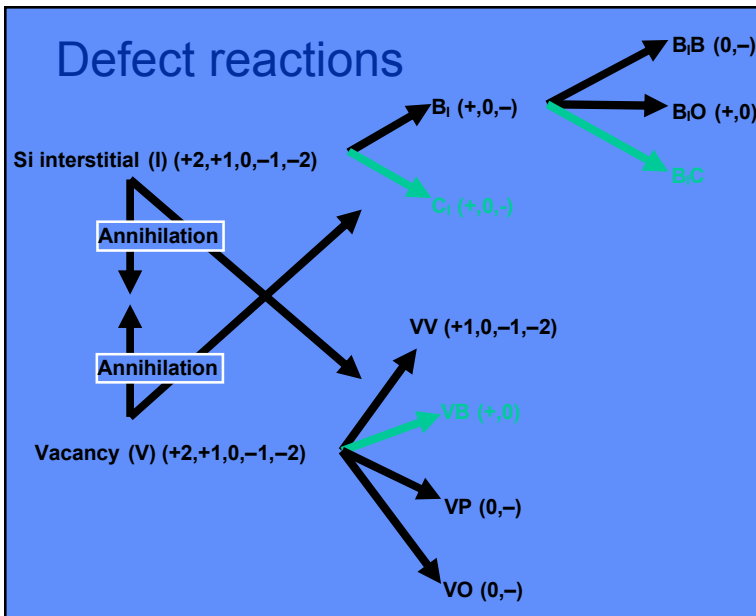 Defect reactions
BIB (0,–)
BI (+,0,–)
BIO (+,0)
Si interstitial (I) (+2,+1,0,–1,–2)
BIC
CI (+,0,-)
Annihilation
VV (+1,0,–1,–2)
Annihilation
VB (+,0)
Vacancy (V) (+2,+1,0,–1,–2)
VP (0,–)
VO (0,–)